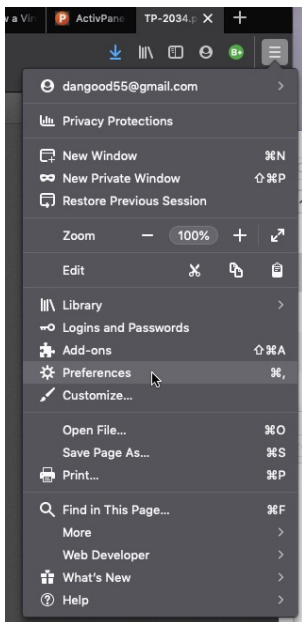 w a Vir ActivPane TP-2034.p
B+
dangood55@gmail.com
Privacy Protections
New Window ⌘N
New Private Window ⇧⌘P
Restore Previous Session
Zoom — 100% +
Edit
Library
Logins and Passwords
Add-ons ⇧⌘A
Preferences ⌘,
Customize...
Open File... ⌘O
Save Page As... ⌘S
Print... ⌘P
Find in This Page... ⌘F
More
Web Developer
What's New
Help